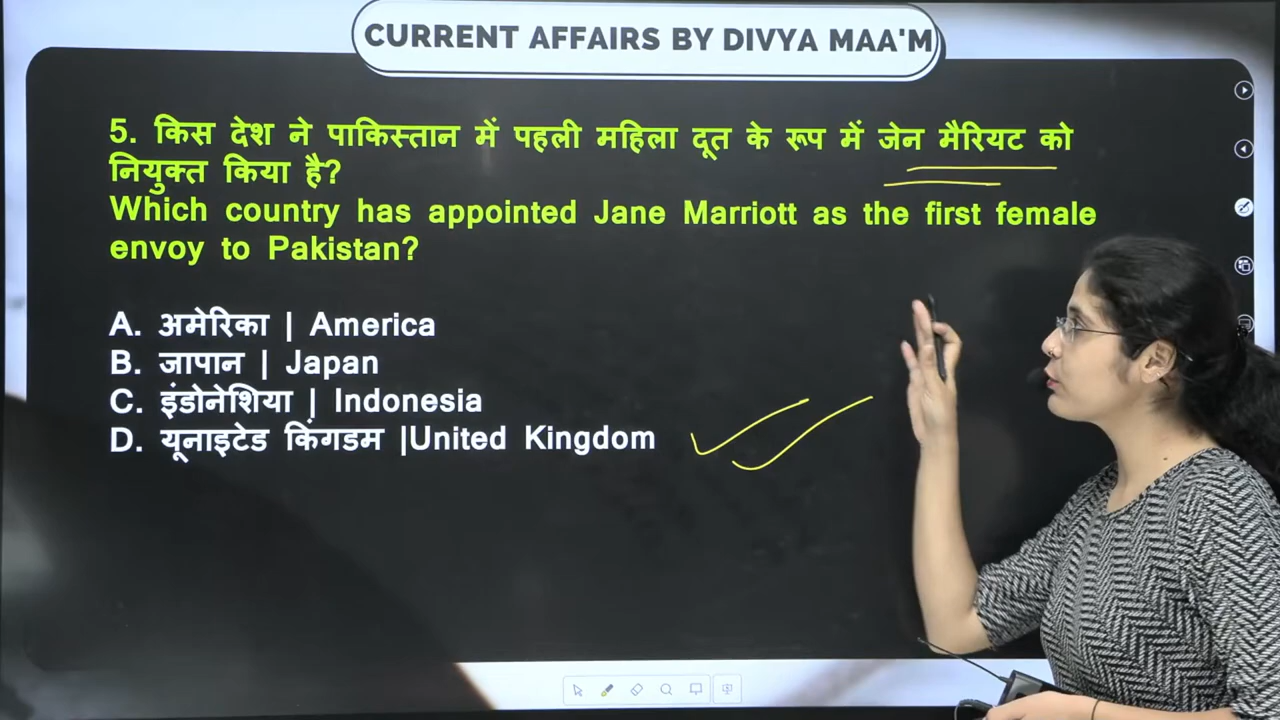 CURRENT AFFAIRS BY DIVYA MAA'M
5. किस देश ने पाकिस्तान में पहली महिला दूत के रूप में जेन मैरियट को
नियुक्त किया है?
Which country has appointed Jane Marriott as the first female
envoy to Pakistan?
A. अमेरिका | America
B. जापान | Japan
C. इंडोनेशिया | Indonesia
D. यूनाइटेड किंगडम |United Kingdom